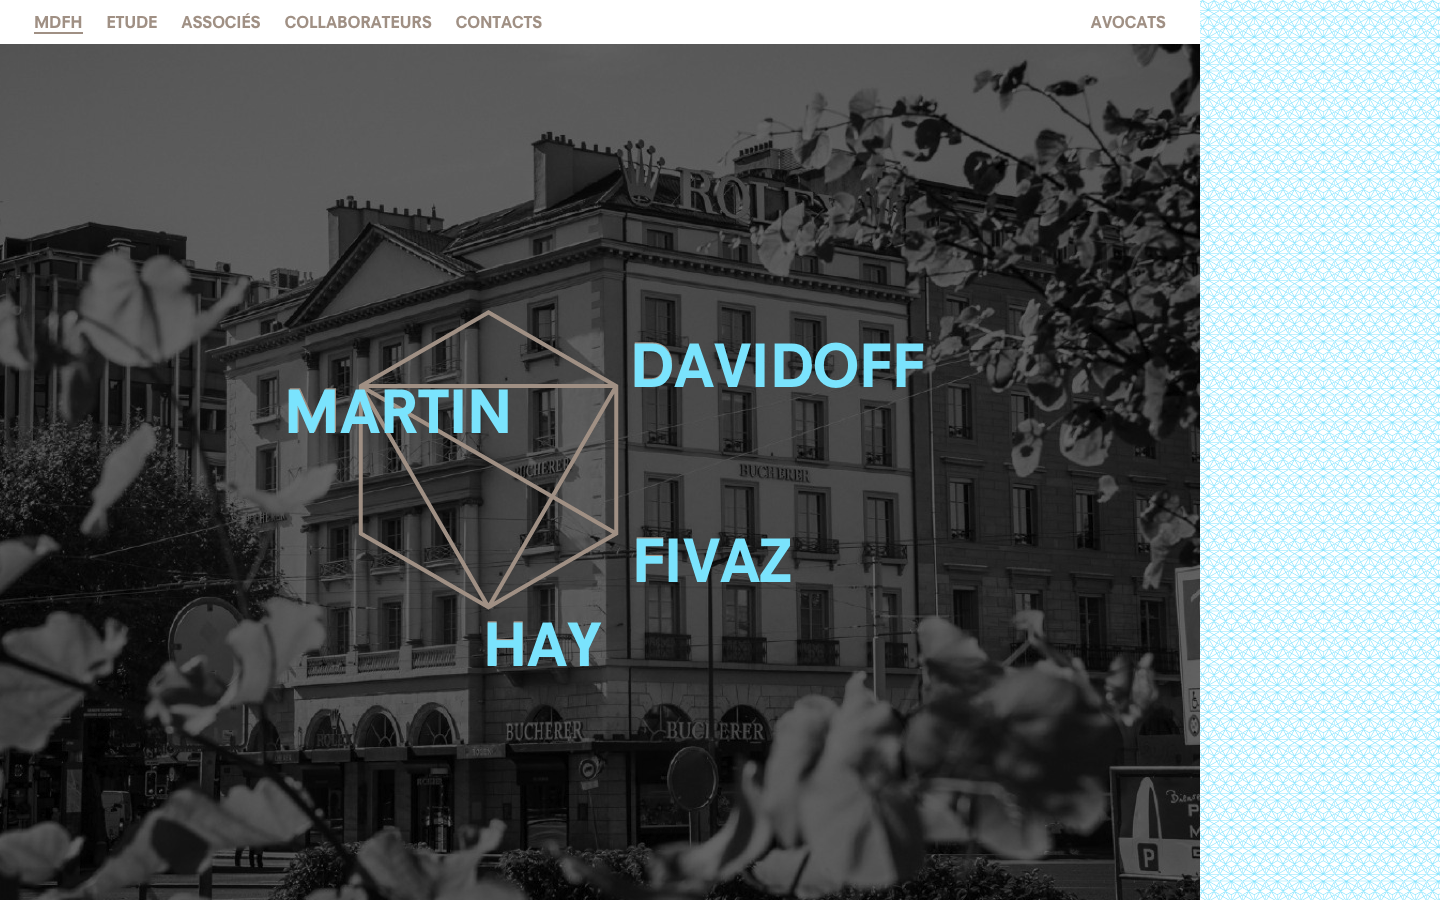 MDFH ETUDE ASSOCIÉS COLLABORATEURS CONTACTS AVOCATS
ROLEX
DAVIDOFF
MARTIN
BUCHERER
BUCHERER
FIVAZ
HAY
BUCHERER
BUCHERER
P